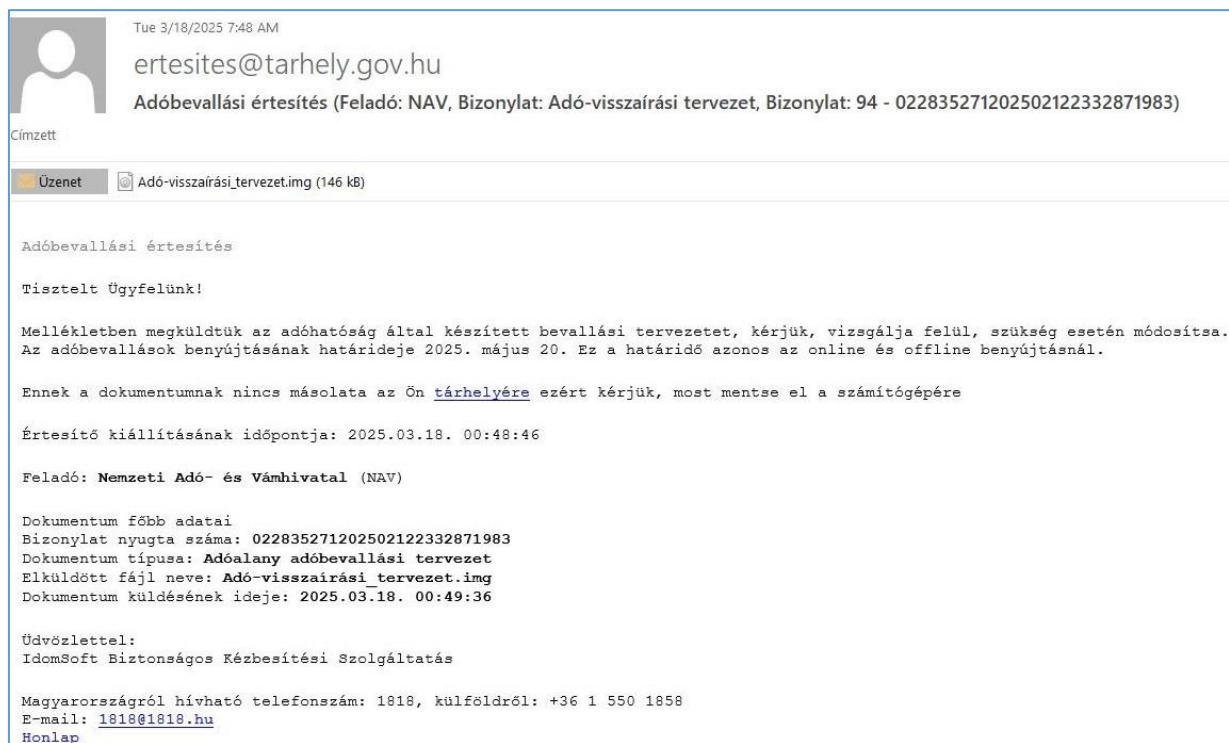 Tue 3/18/2025 7:48 AM
ertesites@tarhely.gov.hu
Adóbevallási értesítés (Feladó: NAV, Bizonylat: Adó-visszaírási tervezet, Bizonylat: 94 - 022835271202502122332871983)
Címzett
Üzenet Adó-visszaírási_tervezet.img (146 kB)
Adóbevallási értesítés
Tisztelt Ügyfelünk!
Mellékletben megküldtük az adóhatóság által készített bevallási tervezetet, kérjük, vizsgálja felül, szükség esetén módosítsa.
Az adóbevallások benyújtásának határideje 2025. május 20. Ez a határidő azonos az online és offline benyújtásnál.
Ennek a dokumentumnak nincs másolata az Ön tárhelyére ezért kérjük, most mentse el a számítógépére
Értesítő kiállításának időpontja: 2025.03.18. 00:48:46
Feladó: Nemzeti Adó- és Vámhivatal (NAV)
Dokumentum főbb adatai
Bizonylat nyugta száma: 022835271202502122332871983
Dokumentum típusa: Adóalany adóbevallási tervezet
Elküldött fájl neve: Adó-visszaírási_tervezet.img
Dokumentum küldésének ideje: 2025.03.18. 00:49:36
Üdvözlettel:
IdomSoft Biztonságos Kézbesítési Szolgáltatás
Magyarországról hívható telefonszám: 1818, külföldről: +36 1 550 1858
E-mail: 1818@1818.hu
Honlap